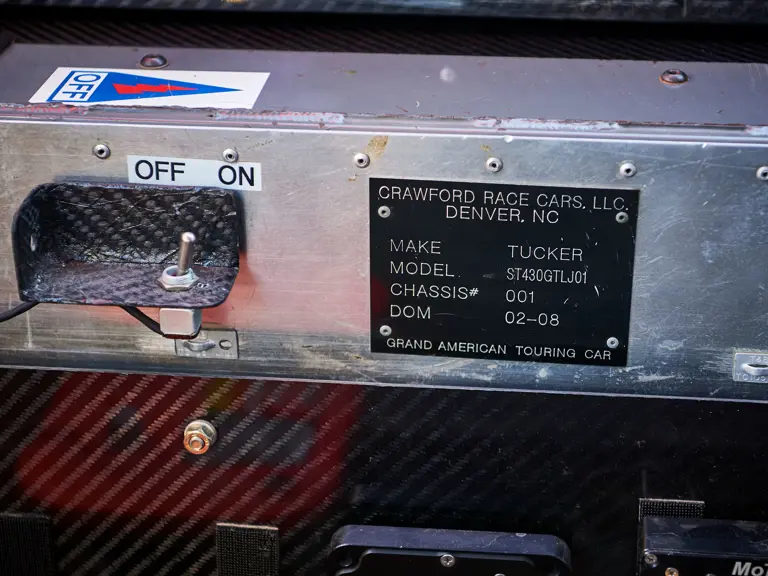 OFF
OFF ON
CRAWFORD RACE CARS, LLC.
DENVER, NC
MAKE TUCKER
MODEL ST430GTLJ01
CHASSIS# 001
DOM 02-08
GRAND AMERICAN TOURING CAR